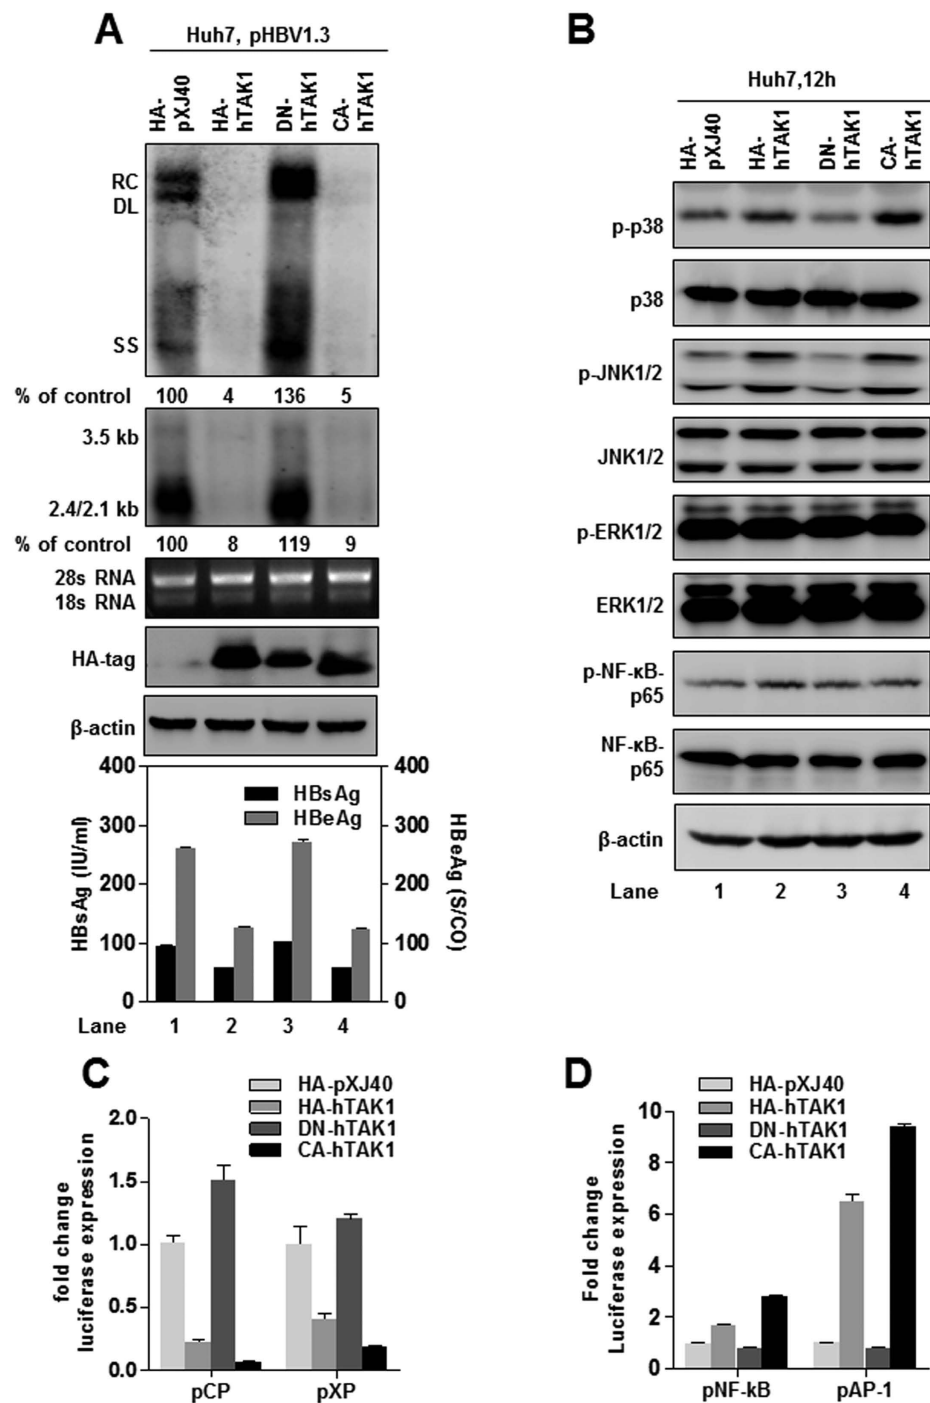 A
Huh7, pHBV1.3
HA-
pXJ40
HA-
hTAK1
DN-
hTAK1
CA-
hTAK1
RC
DL
SS
% of control 100 4 136 5
3.5 kb
2.4/2.1 kb
% of control 100 8 119 9
28s RNA
18s RNA
HA-tag
β-actin
HBsAg (IU/ml)
400
300
200
100
0
HBsAg
HBeAg
400
300
200
100
0
HBeAg (S/CO)
Lane 1 2 3 4
B
Huh7,12h
HA-
pXJ40
HA-
hTAK1
DN-
hTAK1
CA-
hTAK1
p-p38
p38
p-JNK1/2
JNK1/2
p-ERK1/2
ERK1/2
p-NF-κB-
p65
NF-κB-
p65
β-actin
Lane 1 2 3 4
C
HA-pXJ40
HA-hTAK1
DN-hTAK1
CA-hTAK1
fold change
luciferase expression
2.0
1.5
1.0
0.5
0.0
pCP pXP
D
HA-pXJ40
HA-hTAK1
DN-hTAK1
CA-hTAK1
Fold change
Luciferase expression
10
8
6
4
2
0
pNF-kB pAP-1